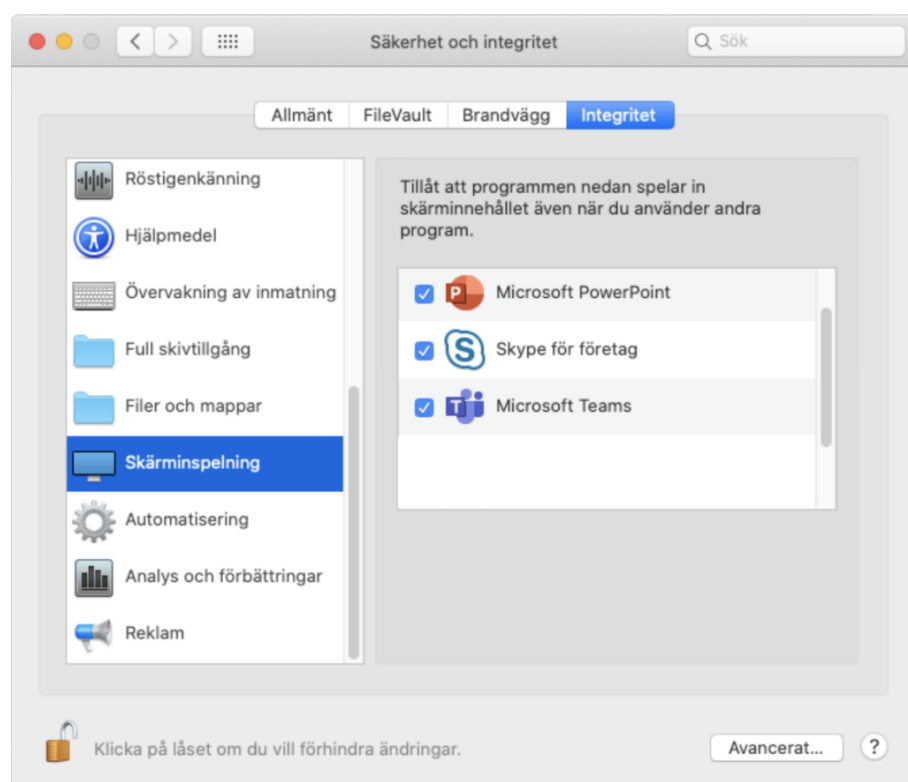 Säkerhet och integritet
Sök
Allmänt
FileVault
Brandvägg
Integritet
Röstigenkänning
Hjälpmedel
Övervakning av inmatning
Full skivtillgång
Filer och mappar
Skärminspelning
Automatisering
Analys och förbättringar
Reklam
Tillåt att programmen nedan spelar in
skärminnehållet även när du använder andra
program.
Microsoft PowerPoint
Skype för företag
Microsoft Teams
Klicka på låset om du vill förhindra ändringar.
Avancerat...
?